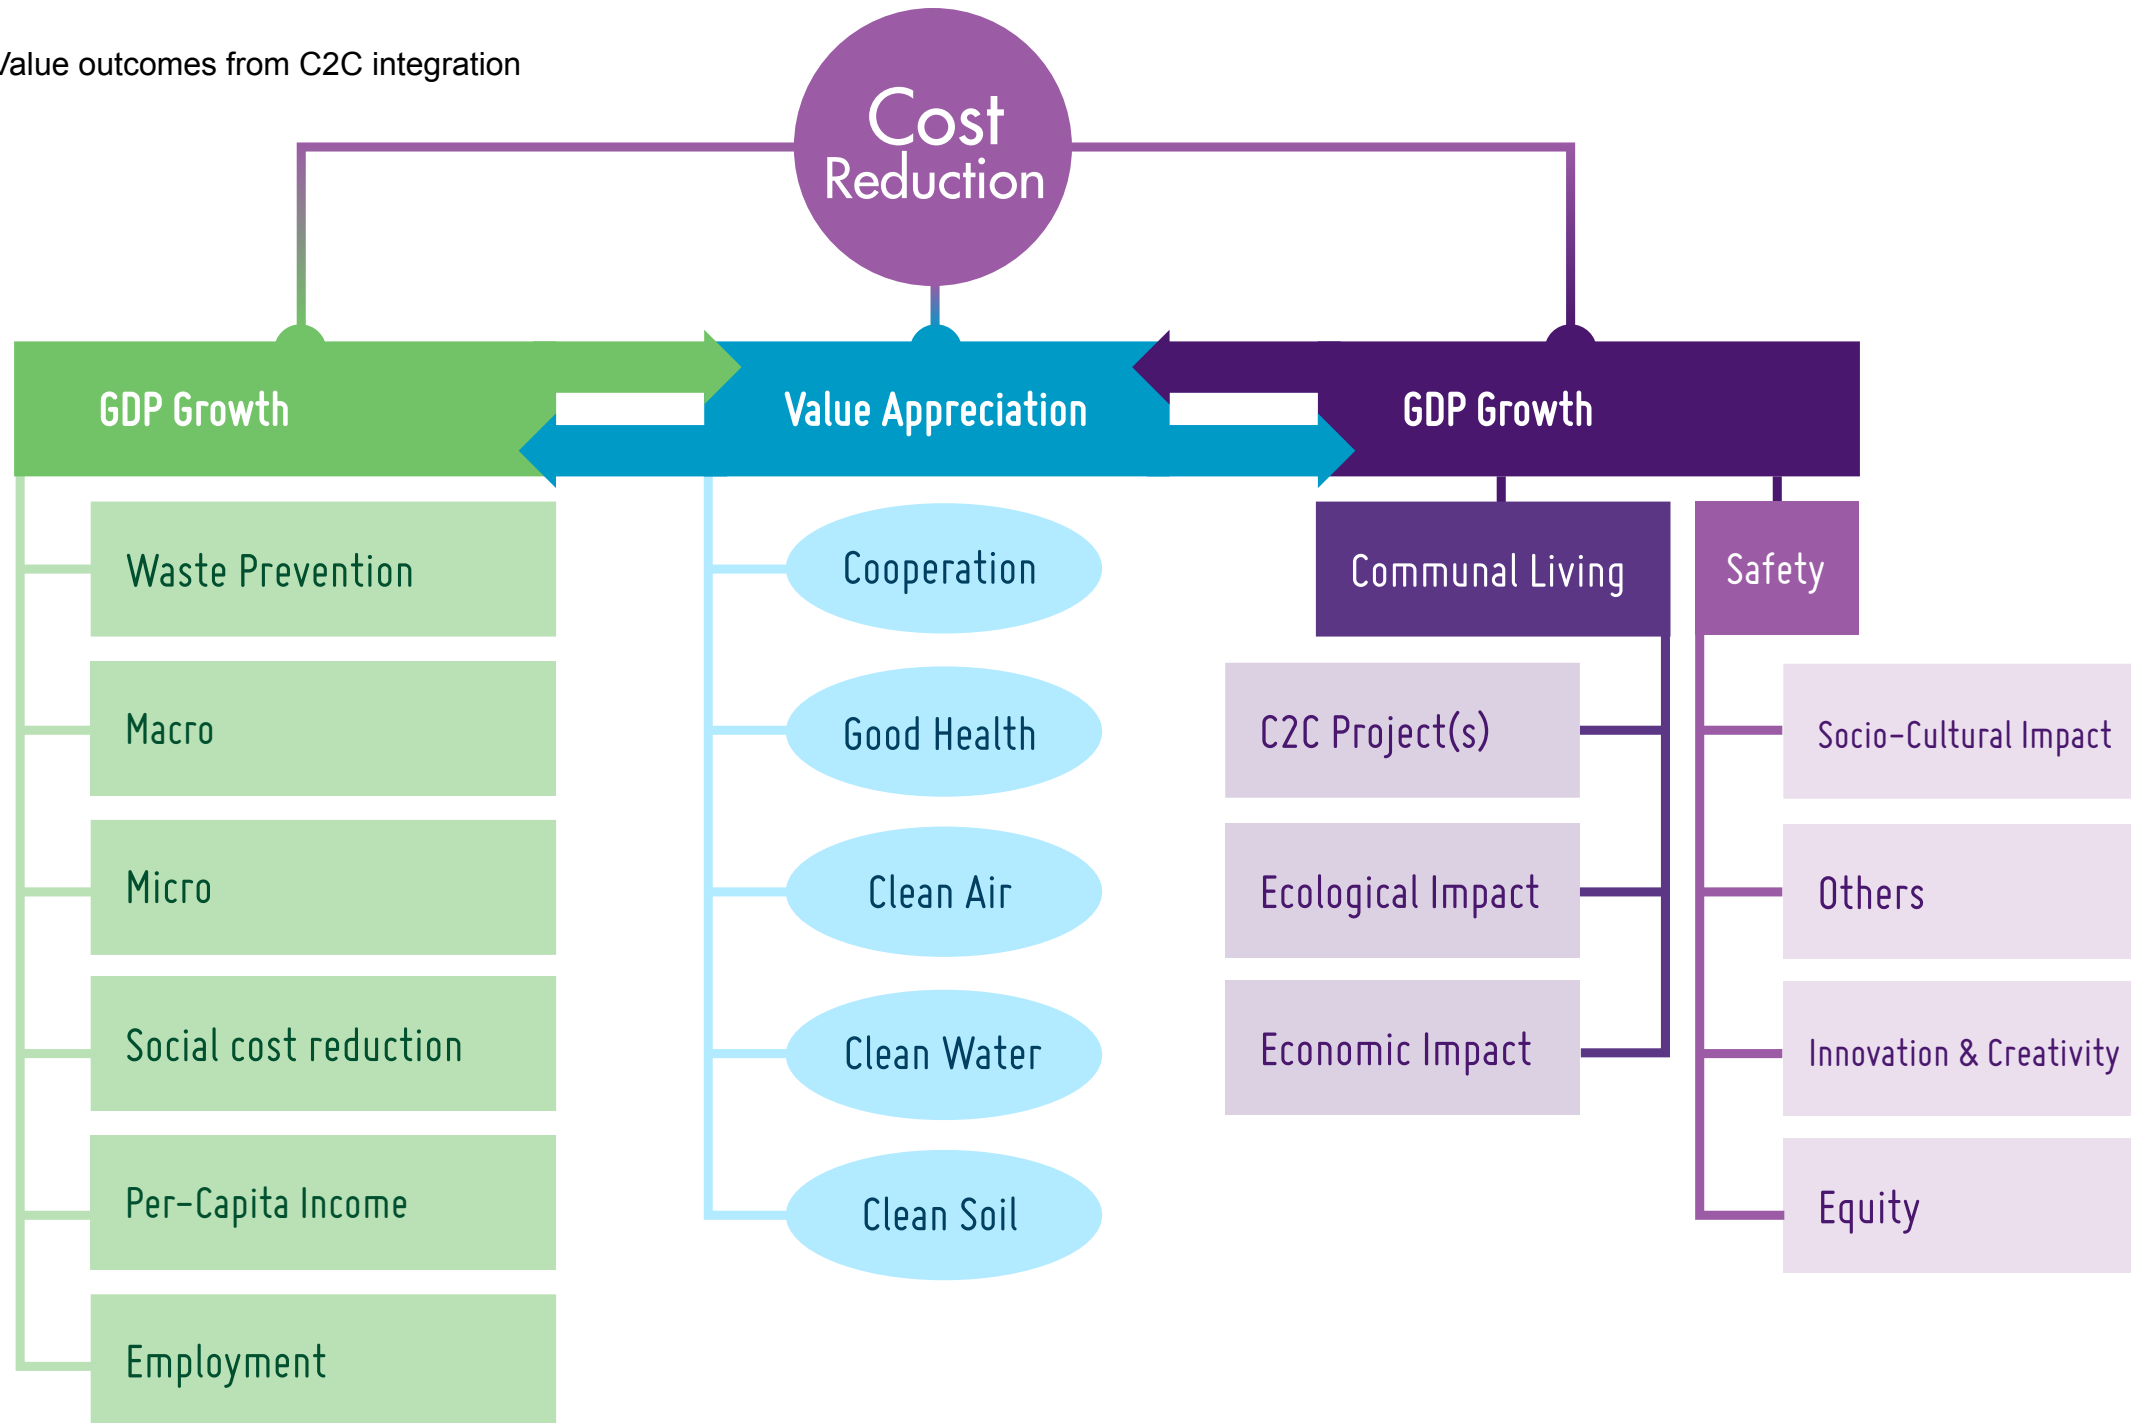 Value outcomes from C2C integration
Cost
Reduction
GDP Growth
Value Appreciation
GDP Growth
Waste Prevention
Macro
Micro
Social cost reduction
Per-Capita Income
Employment
Cooperation
Good Health
Clean Air
Clean Water
Clean Soil
Communal Living
C2C Project(s)
Ecological Impact
Economic Impact
Safety
Socio-Cultural Impact
Others
Innovation & Creativity
Equity